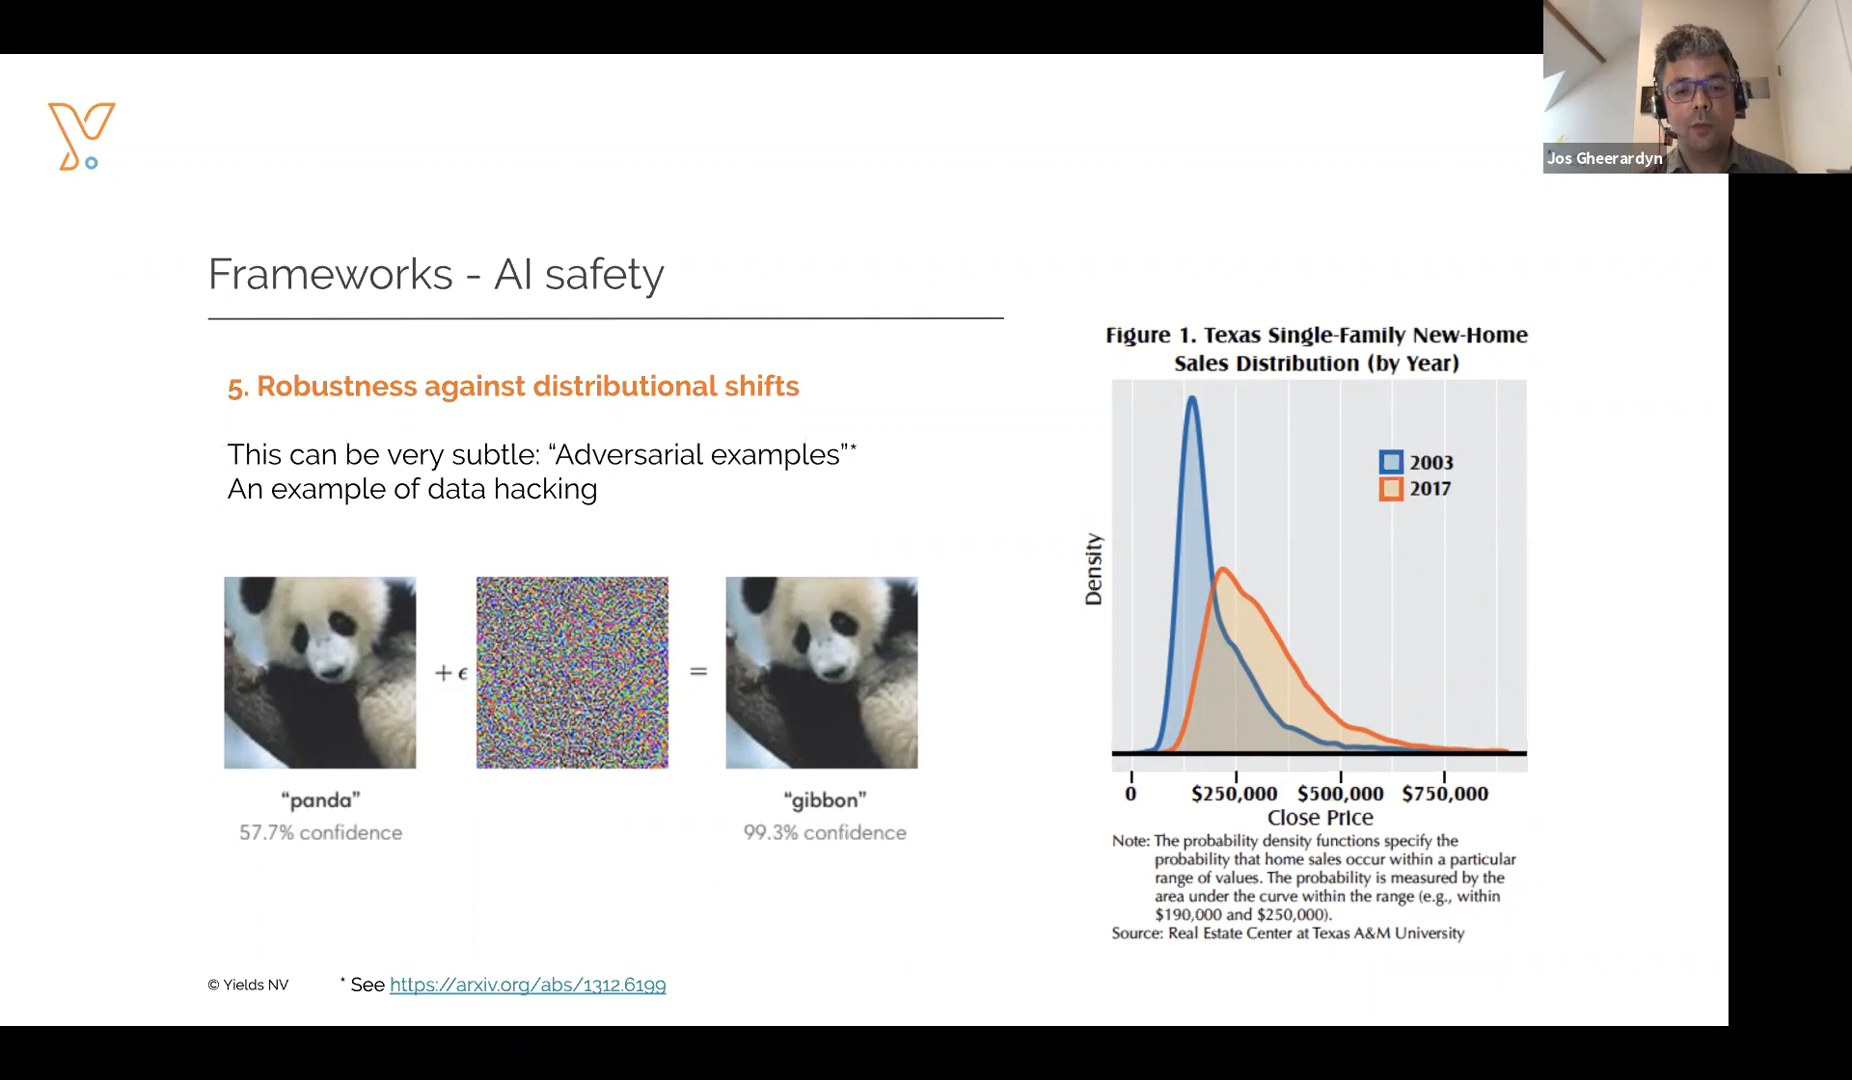 Jos Gheerardyn
Frameworks - AI safety
5. Robustness against distributional shifts
This can be very subtle: “Adversarial examples”*
An example of data hacking
+ ϵ
=
“panda”
57.7% confidence
“gibbon”
99.3% confidence
Figure 1. Texas Single-Family New-Home
Sales Distribution (by Year)
2003
2017
Density
0 $250,000 $500,000 $750,000
Close Price
Note: The probability density functions specify the
probability that home sales occur within a particular
range of values. The probability is measured by the
area under the curve within the range (e.g., within
$190,000 and $250,000).
Source: Real Estate Center at Texas A&M University
© Yields NV
* See https://arxiv.org/abs/1312.6199